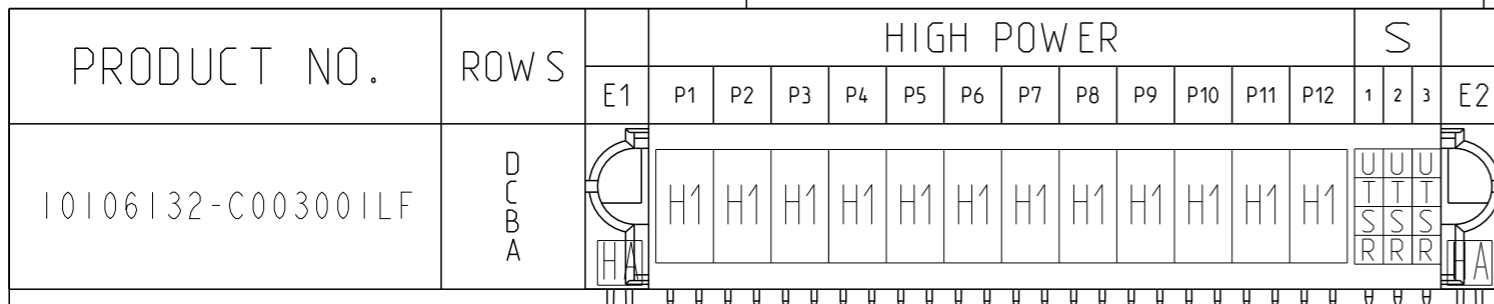 PRODUCT NO.
ROWS
HIGH POWER
S
E1 P1 P2 P3 P4 P5 P6 P7 P8 P9 P10 P11 P12 1 2 3 E2
10106132-C003001LF
D
C
B
A
H1 H1 H1 H1 H1 H1 H1 H1 H1 H1 H1 H1
U U U
T T T
S S S
R R R
HA
HA